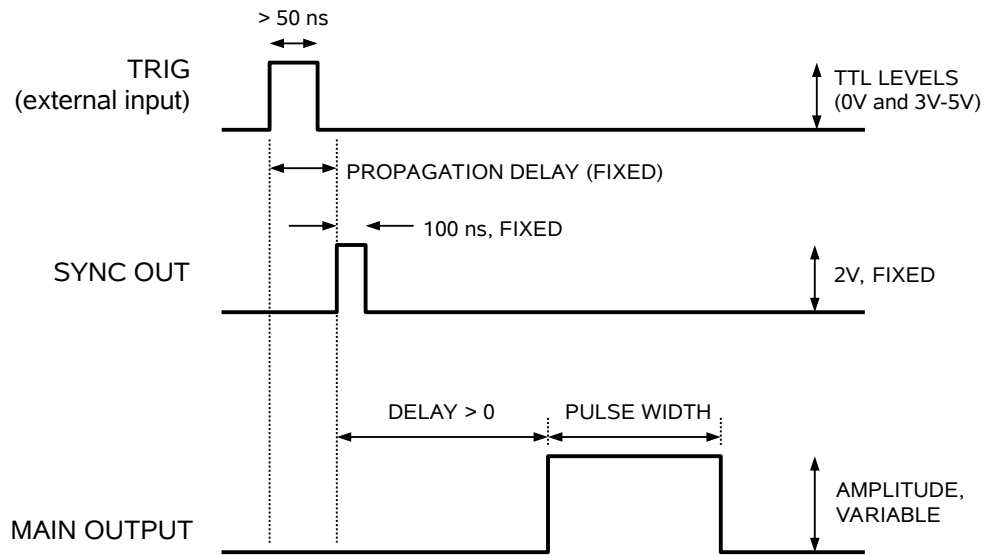 > 50 ns
TRIG
(external input)
TTL LEVELS
(0V and 3V-5V)
PROPAGATION DELAY (FIXED)
100 ns, FIXED
SYNC OUT
2V, FIXED
DELAY > 0
PULSE WIDTH
AMPLITUDE,
VARIABLE
MAIN OUTPUT